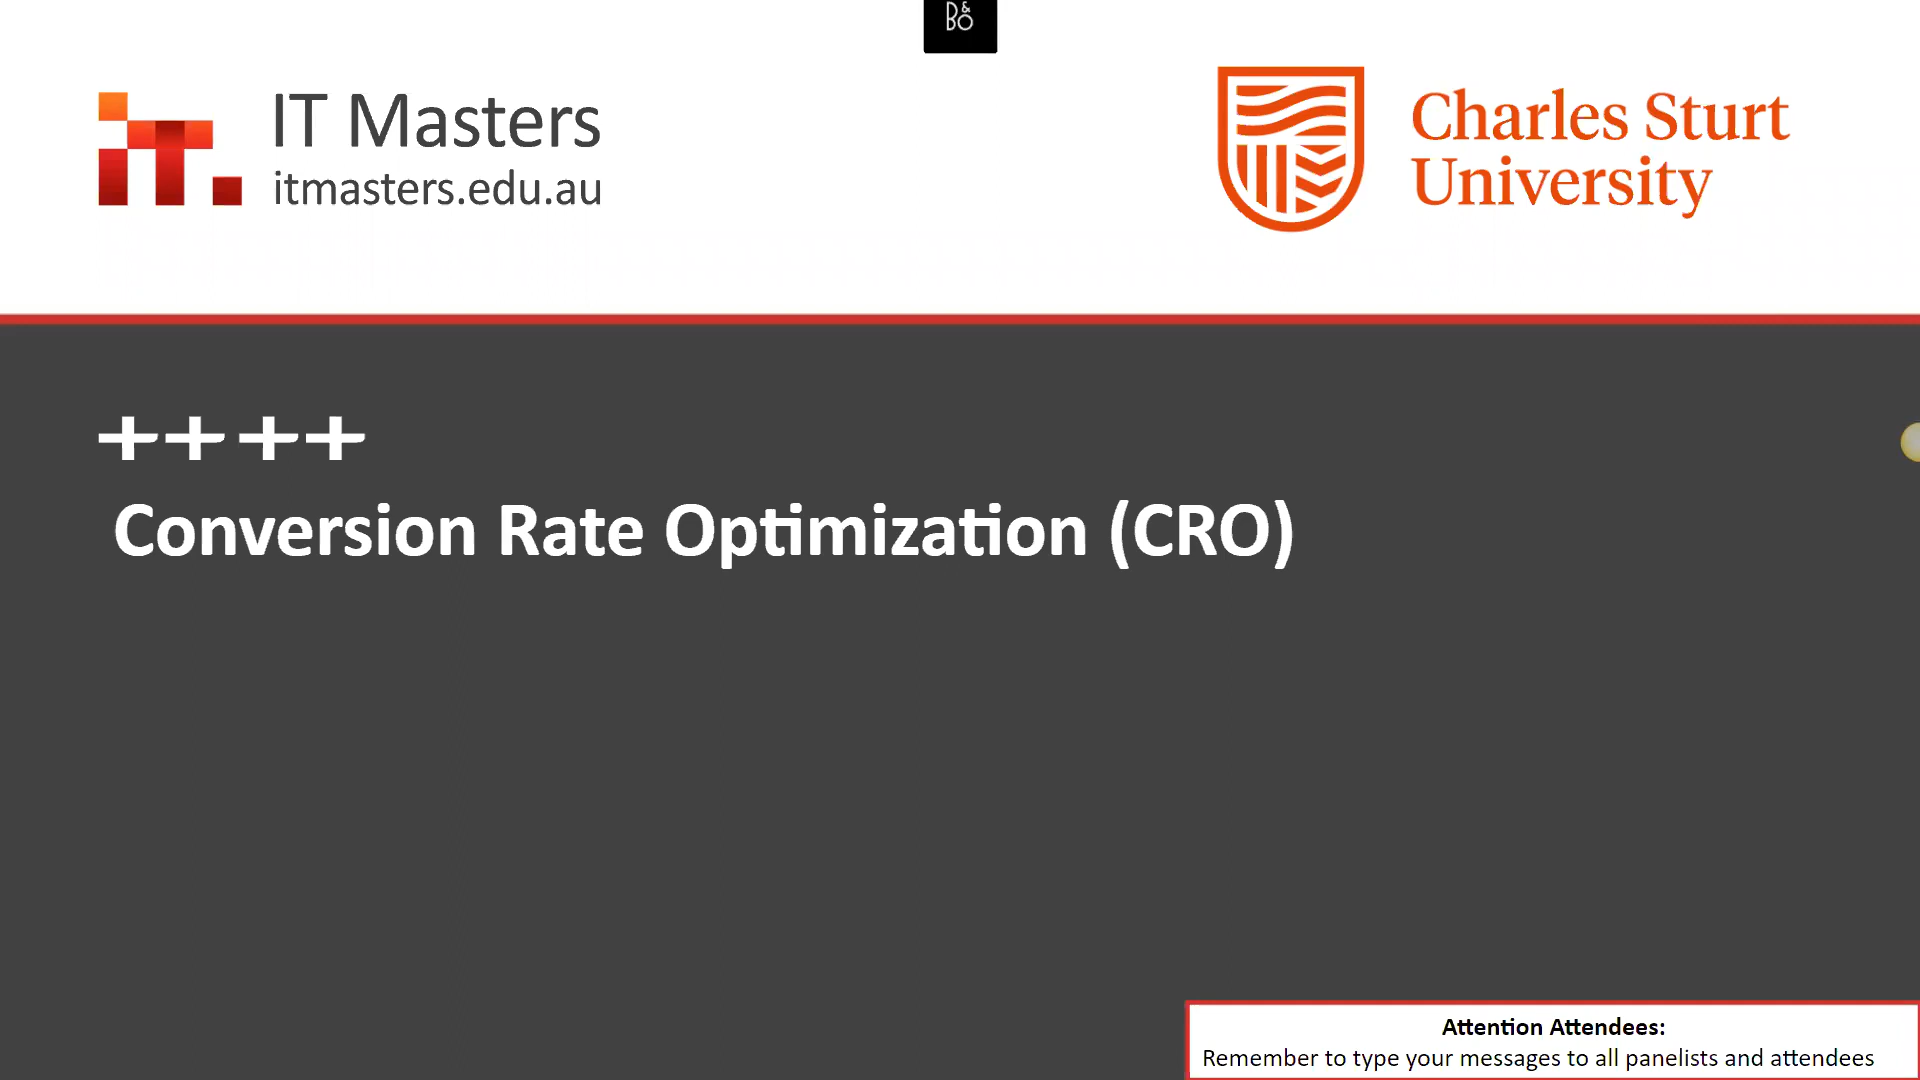 B&O
IT Masters
itmasters.edu.au
Charles Sturt
University
++++
Conversion Rate Optimization (CRO)
Attention Attendees:
Remember to type your messages to all panelists and attendees